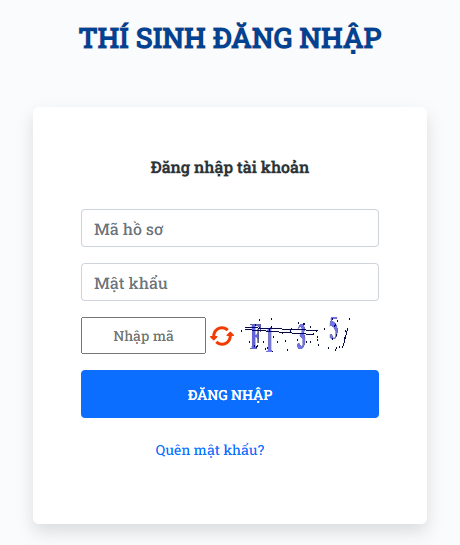 THÍ SINH ĐĂNG NHẬP
Đăng nhập tài khoản
Mã hồ sơ
Mật khẩu
Nhập mã
ĐĂNG NHẬP
Quên mật khẩu?